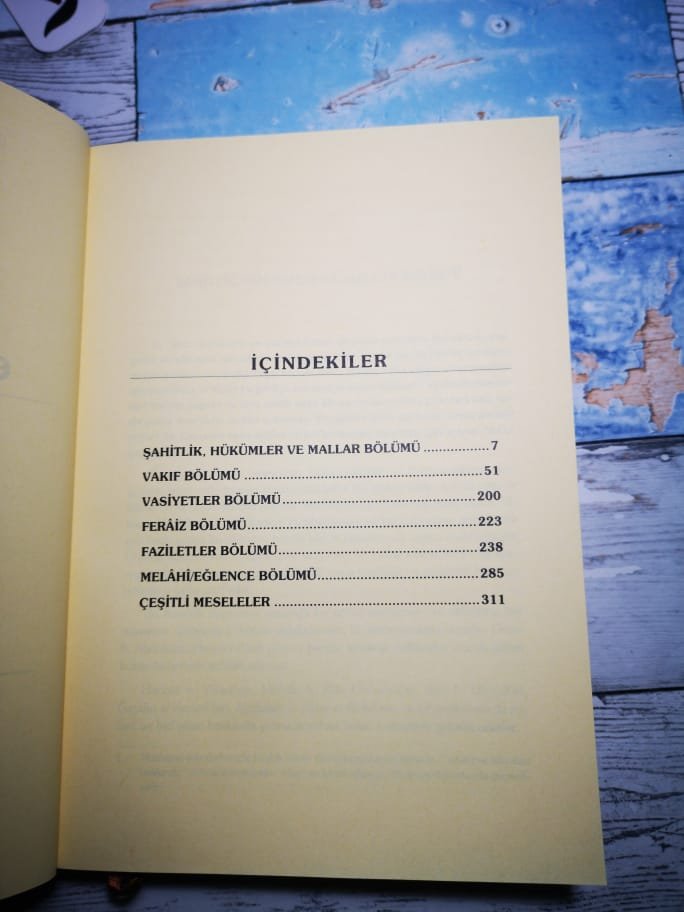 İÇİNDEKİLER
ŞAHİTLİK, HÜKÜMLER VE MALLAR BÖLÜMÜ .................7
VAKIF BÖLÜMÜ ..............................................................51
VASİYETLER BÖLÜMÜ..................................................200
FERÂİZ BÖLÜMÜ...........................................................223
FAZİLETLER BÖLÜMÜ...................................................238
MELÂHİ/EĞLENCE BÖLÜMÜ.........................................285
ÇEŞİTLİ MESELELER .....................................................311